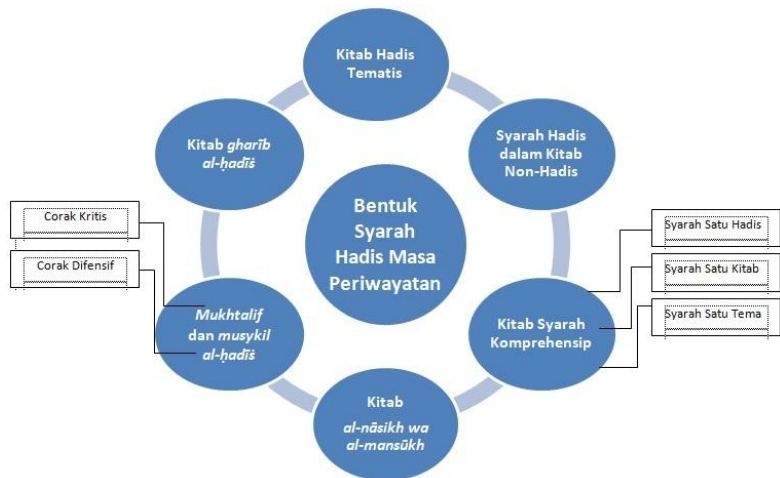 Kitab Hadis
Tematis
Kitab gharīb
al-ḥadīṡ
Syarah Hadis
dalam Kitab
Non-Hadis
Bentuk
Syarah
Hadis Masa
Periwayatan
Corak Kritis
Corak Difensif
Syarah Satu Hadis
Syarah Satu Kitab
Syarah Satu Tema
Mukhtalif
dan musykil
al-ḥadīṡ
Kitab Syarah
Komprehensip
Kitab
al-nāsikh wa
al-mansūkh